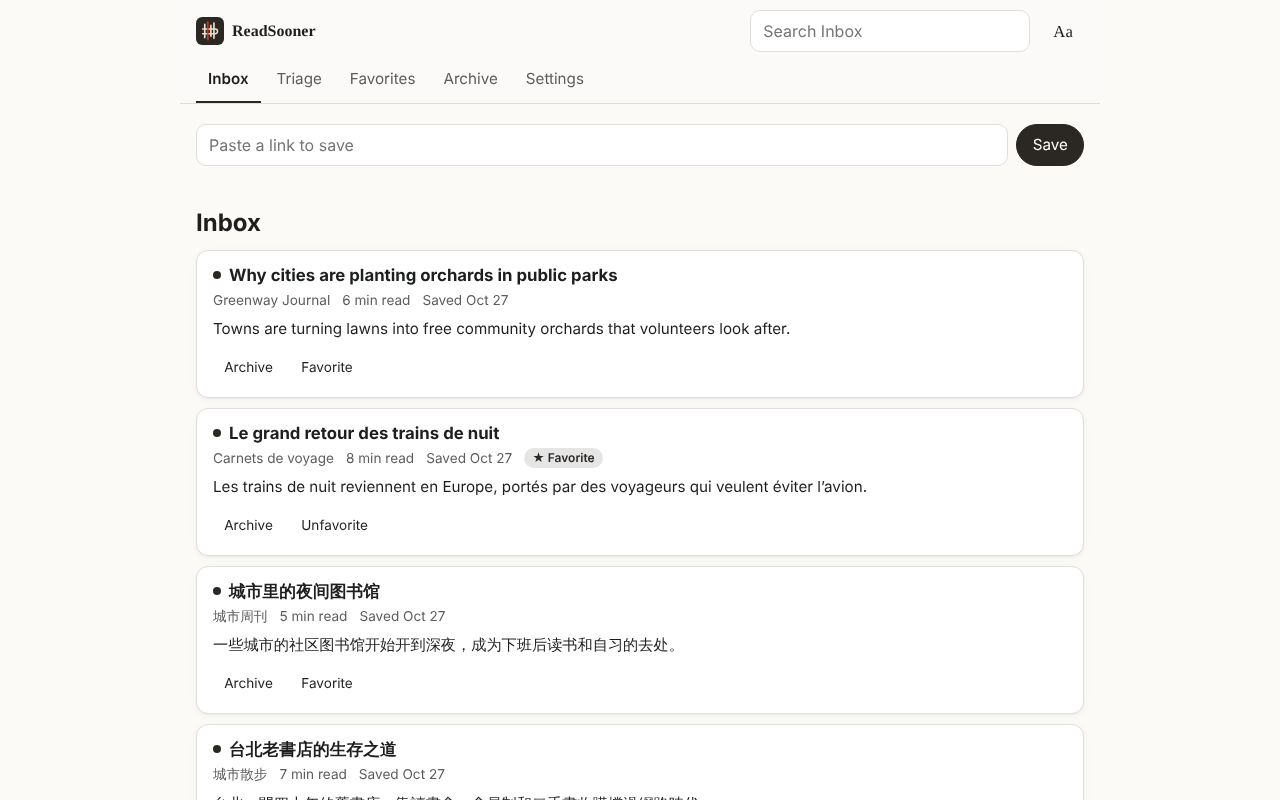 ReadSooner
Search Inbox
Aa
Inbox
Triage
Favorites
Archive
Settings
Paste a link to save
Save
Inbox
Why cities are planting orchards in public parks
Greenway Journal 6 min read Saved Oct 27
Towns are turning lawns into free community orchards that volunteers look after.
Archive Favorite
Le grand retour des trains de nuit
Carnets de voyage 8 min read Saved Oct 27 ★ Favorite
Les trains de nuit reviennent en Europe, portés par des voyageurs qui veulent éviter l’avion.
Archive Unfavorite
城市里的夜间图书馆
城市周刊 5 min read Saved Oct 27
一些城市的社区图书馆开始开到深夜，成为下班后读书和自习的去处。
Archive Favorite
台北老書店的生存之道
城市散步 7 min read Saved Oct 27